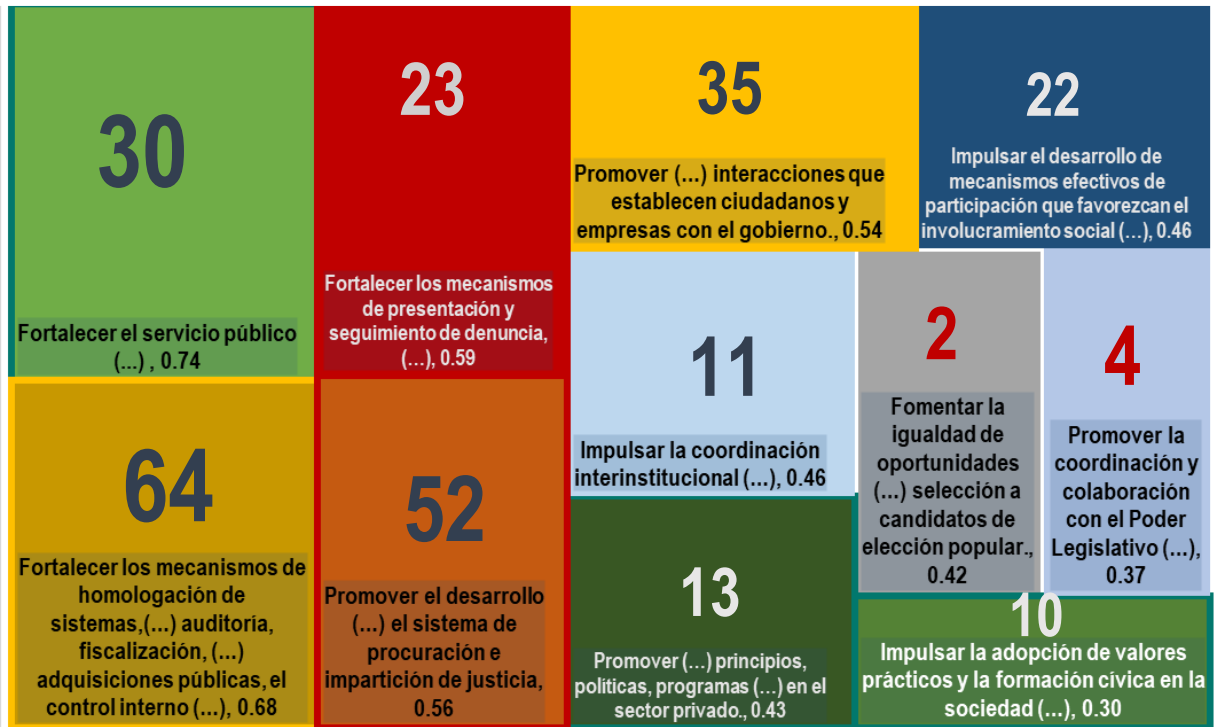 30
Fortalecer el servicio público
(...) , 0.74
23
Fortalecer los mecanismos
de presentación y
seguimiento de denuncia,
(...), 0.59
35
Promover (...) interacciones que
establecen ciudadanos y
empresas con el gobierno., 0.54
22
Impulsar el desarrollo de
mecanismos efectivos de
participación que favorezcan el
involucramiento social (...), 0.46
64
Fortalecer los mecanismos de
homologación de
sistemas,(...) auditoría,
fiscalización, (...)
adquisiciones públicas, el
control interno (...), 0.68
52
Promover el desarrollo
(...) el sistema de
procuración e
impartición de justicia,
0.56
11
Impulsar la coordinación
interinstitucional (...), 0.46
2
Fomentar la
igualdad de
oportunidades
(...) selección a
candidatos de
elección popular.,
0.42
4
Promover la
coordinación y
colaboración
con el Poder
Legislativo (...),
0.37
13
Promover (...) principios,
politicas, programas (...) en el
sector privado., 0.43
10
Impulsar la adopción de valores
prácticos y la formación cívica en la
sociedad (...), 0.30